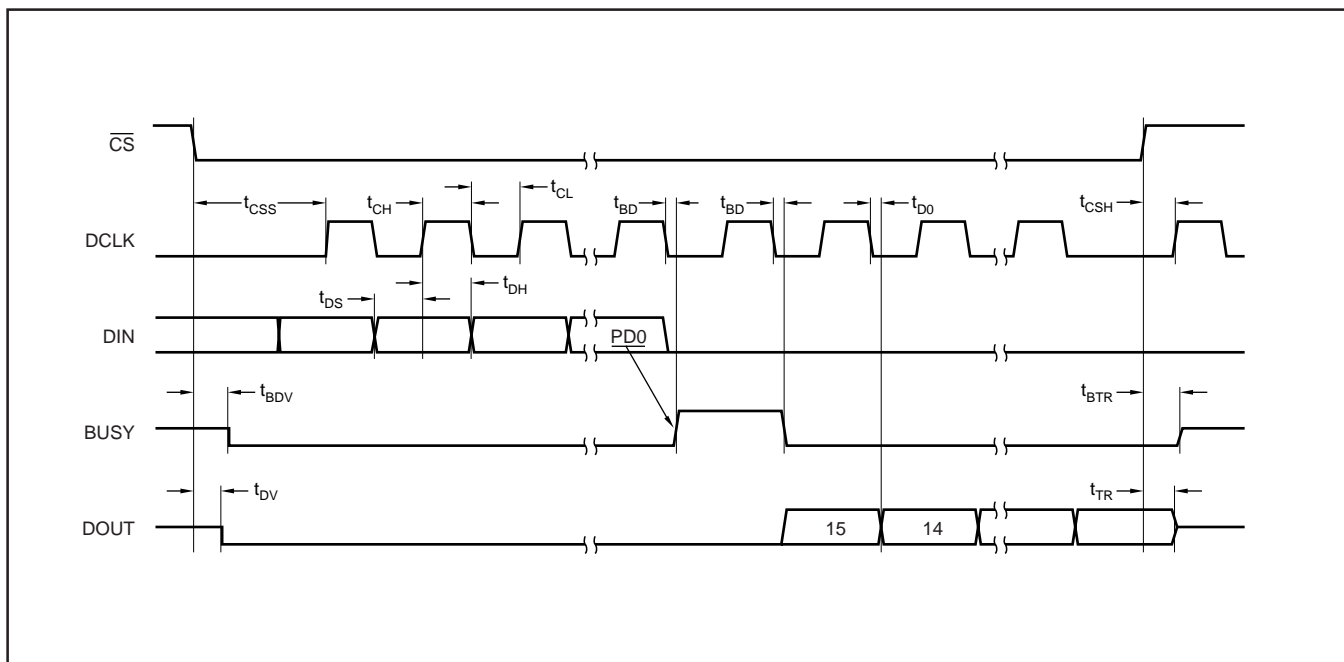 CS
tCSS
tCH
tCL
tBD
tBD
tD0
tCSH
DCLK
tDS
tDH
DIN
PD0
tBDV
tBTR
BUSY
tDV
tTR
DOUT
15
14